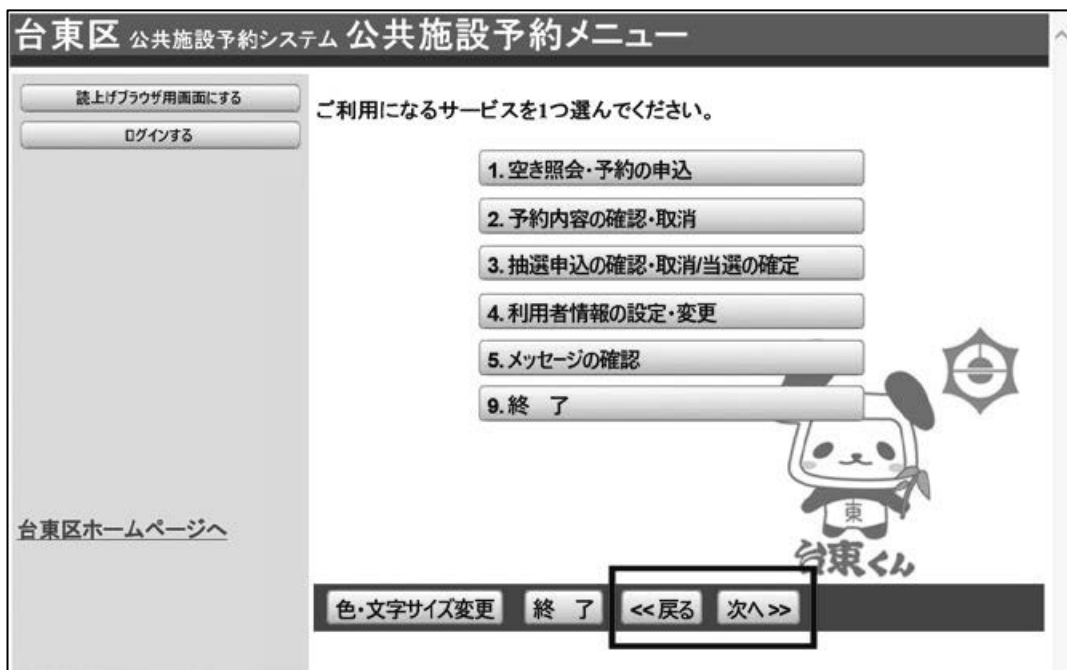 台東区 公共施設予約システム 公共施設予約メニュー
読上げブラウザ用画面にする
ログインする
台東区ホームページへ
ご利用になるサービスを1つ選んでください。
1. 空き照会・予約の申込
2. 予約内容の確認・取消
3. 抽選申込の確認・取消/当選の確定
4. 利用者情報の設定・変更
5. メッセージの確認
9. 終　了
東
台東くん
色・文字サイズ変更 終　了 <<戻る 次へ>>